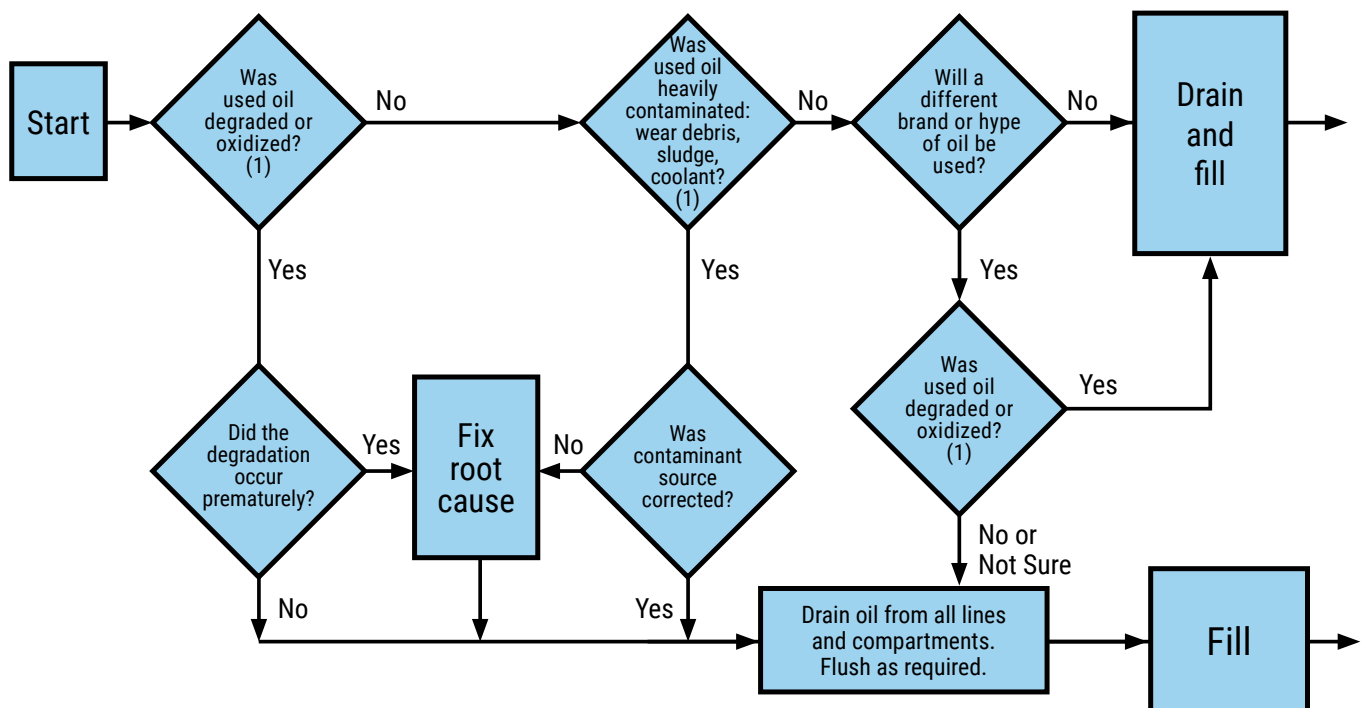 Start
Was
used oil
degraded or
oxidized?
(1)
No
Was
used oil
heavily
contaminated:
wear debris,
sludge,
coolant?
(1)
No
Will a
different
brand or hype
of oil be
used?
No
Drain
and
fill
Yes
Yes
Yes
Did the
degradation
occur
prematurely?
Yes
Fix
root
cause
No
Was
contaminant
source
corrected?
Was
used oil
degraded or
oxidized?
(1)
Yes
No
Yes
No or
Not Sure
Drain oil from all lines
and compartments.
Flush as required.
Fill